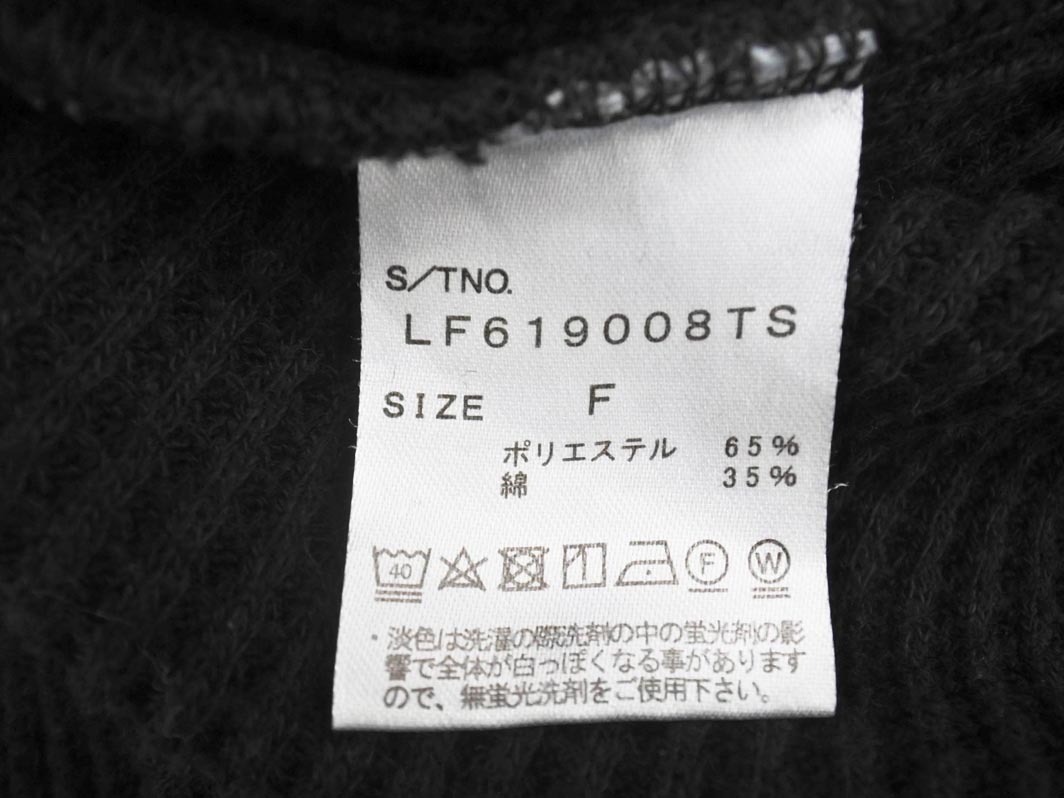 S/TNO.
LF619008TS
SIZE F
ポリエステル 65%
綿 35%
40 F W
・淡色は洗濯の際洗剤の中の蛍光剤の影
響で全体が白っぽくなる事があります
ので、無蛍光洗剤をご使用下さい。